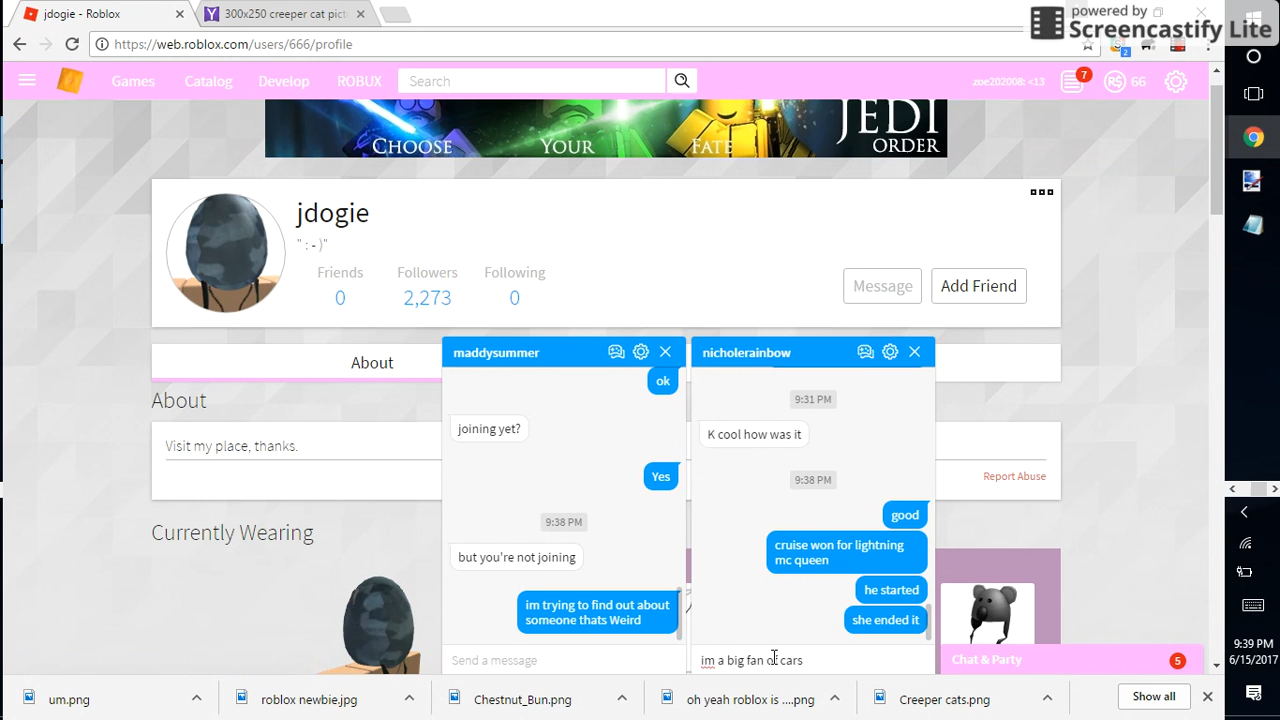 jdogie - Roblox
300x250 creeper cat pict
powered by
Screencastify Lite
https://web.roblox.com/users/666/profile
2
Games
Catalog
Develop
ROBUX
Search
zoe202008: <13
7
R$ 66
CHOOSE YOUR FATE
JEDI
ORDER
jdogie
" : - )"
Friends
Followers
Following
0
2,273
0
Message
Add Friend
About
About
Visit my place, thanks.
Report Abuse
Currently Wearing
maddysummer
ok
joining yet?
Yes
9:38 PM
but you're not joining
im trying to find out about
someone thats Weird
Send a message
nicholerainbow
9:31 PM
K cool how was it
9:38 PM
good
cruise won for lightning
mc queen
he started
she ended it
im a big fan of cars
Chat & Party
5
um.png
roblox newbie.jpg
Chestnut_Bun.png
oh yeah roblox is ....png
Creeper cats.png
Show all
9:39 PM
6/15/2017